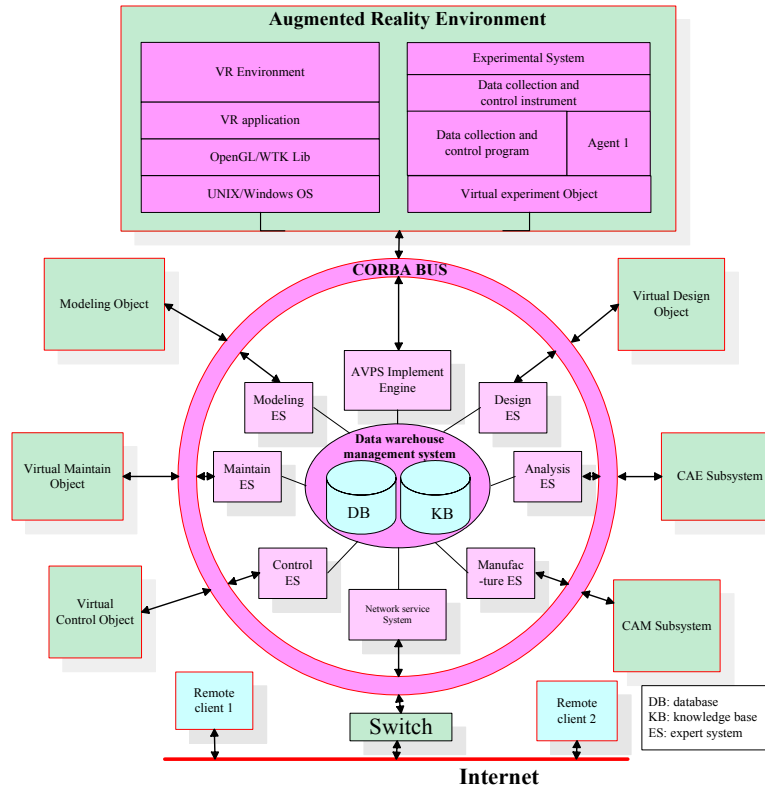 Augmented Reality Environment
VR Environment
VR application
OpenGL/WTK Lib
UNIX/Windows OS
Experimental System
Data collection and
control instrument
Data collection and
control program
Agent 1
Virtual experiment Object
CORBA BUS
Modeling Object
Virtual Design
Object
AVPS Implement
Engine
Modeling
ES
Design
ES
Data warehouse
management system
DB
KB
Virtual Maintain
Object
Maintain
ES
Analysis
ES
CAE Subsystem
Control
ES
Manufac
-ture ES
Network service
System
Virtual
Control Object
CAM Subsystem
Remote
client 1
Switch
Remote
client 2
DB: database
KB: knowledge base
ES: expert system
Internet